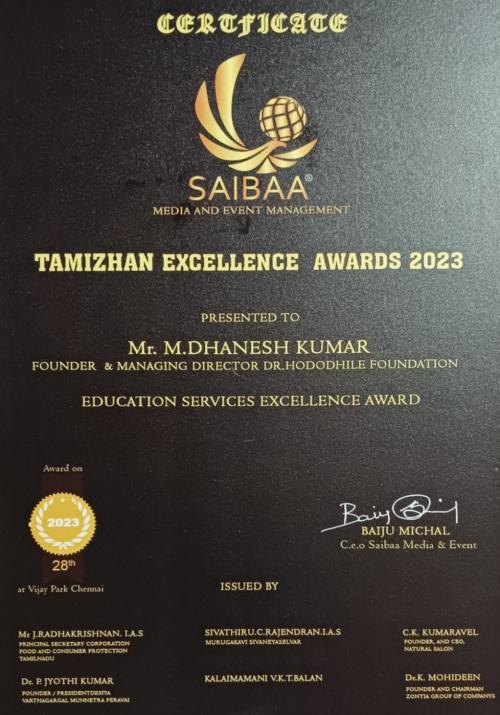 CERTFICATE
SAIBAA®
MEDIA AND EVENT MANAGEMENT
TAMIZHAN EXCELLENCE AWARDS 2023
PRESENTED TO
Mr. M.DHANESH KUMAR
FOUNDER & MANAGING DIRECTOR DR.HODODHILE FOUNDATION
EDUCATION SERVICES EXCELLENCE AWARD
Award on
2023
28th
at Vijay Park Chennai
BAIJU MICHAL
C.e.o Saibaa Media & Event
ISSUED BY
Mr J.RADHAKRISHNAN. I.A.S
PRINCIPAL SECRETARY CORPORATION
FOOD AND CONSUMER PROTECTION
TAMILNADU
SIVATHIRU.C.RAJENDRAN.I.A.S
MURUGAKAVI SIVANEYASELVAR
C.K. KUMARAVEL
FOUNDER, AND CEO,
NATURAL SALON
Dr. P. JYOTHI KUMAR
FOUNDER / PRESIDENTDESIYA
VARTHAGARGAL MUNNETRA PERAVAI
KALAIMAMANI V.K.T.BALAN
Dr.K. MOHIDEEN
FOUNDER AND CHAIRMAN
ZONTIA GROUP OF COMPANYS